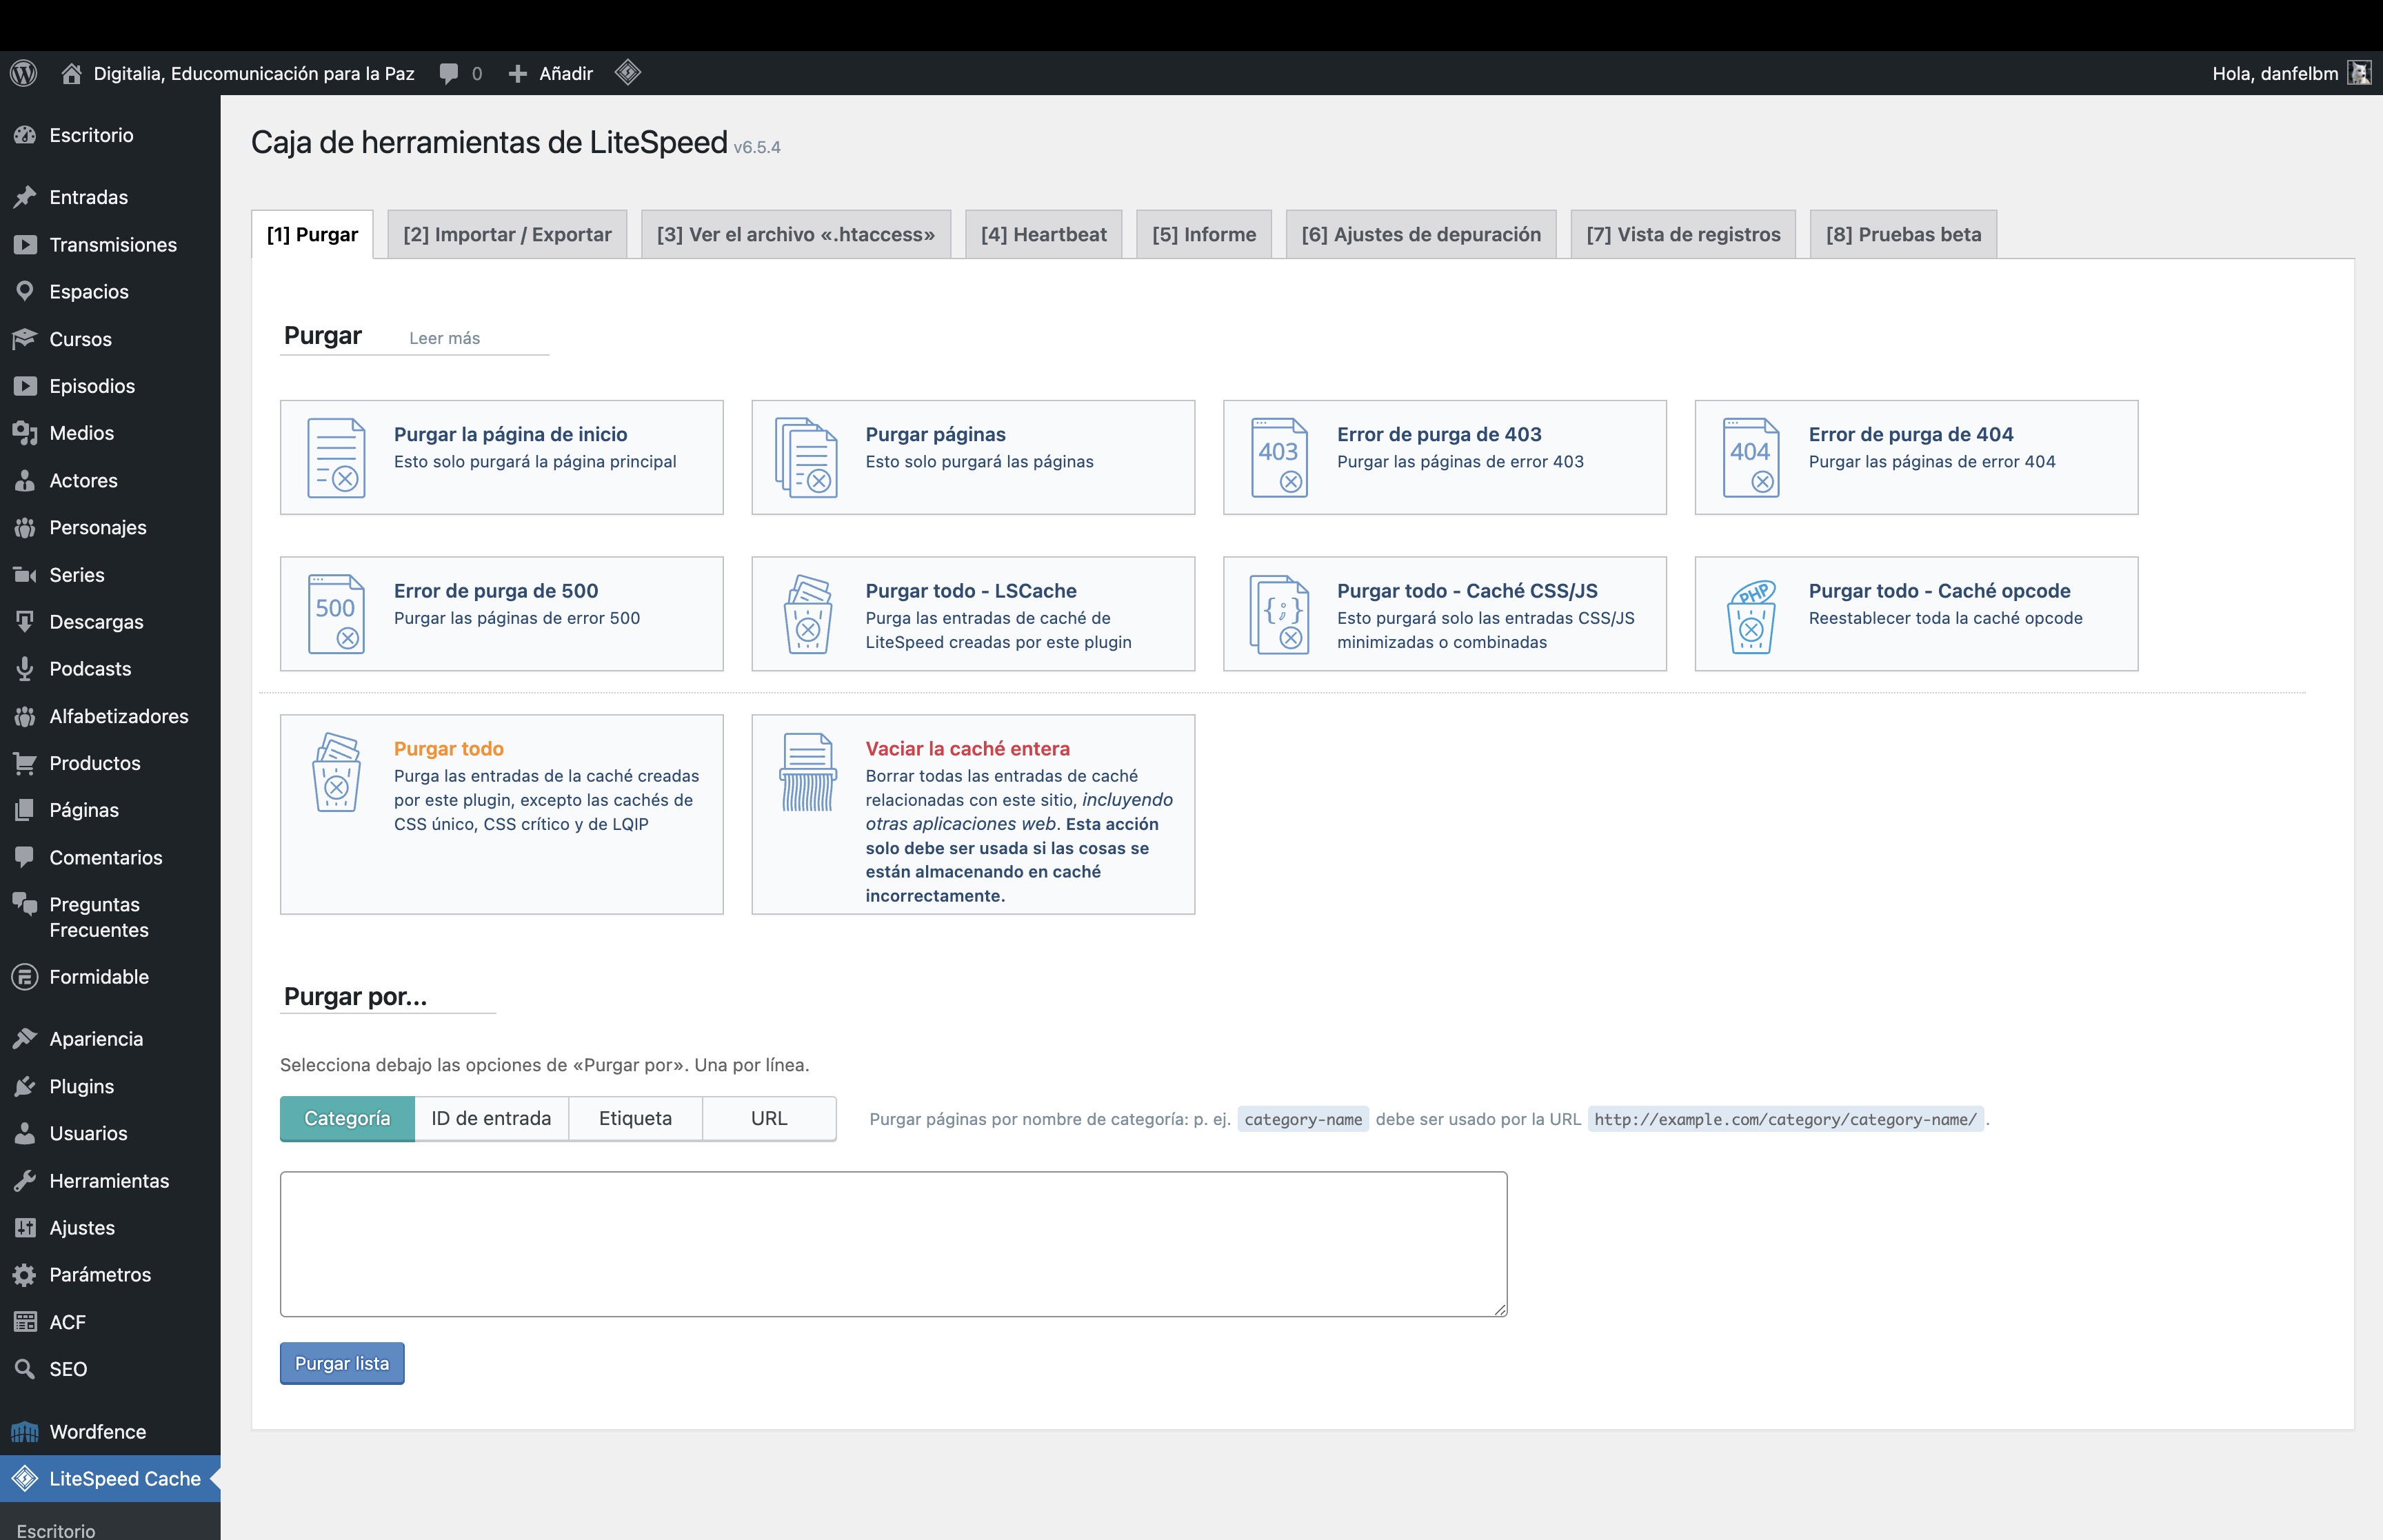 Digitalia, Educomunicación para la Paz
0
Añadir
Hola, danfelbm
Escritorio
Entradas
Transmisiones
Espacios
Cursos
Episodios
Medios
Actores
Personajes
Series
Descargas
Podcasts
Alfabetizadores
Productos
Páginas
Comentarios
Preguntas
Frecuentes
Formidable
Apariencia
Plugins
Usuarios
Herramientas
Ajustes
Parámetros
ACF
SEO
Wordfence
LiteSpeed Cache
Escritorio
Caja de herramientas de LiteSpeed v6.5.4
[1] Purgar
[2] Importar / Exportar
[3] Ver el archivo «.htaccess»
[4] Heartbeat
[5] Informe
[6] Ajustes de depuración
[7] Vista de registros
[8] Pruebas beta
Purgar
Leer más
Purgar la página de inicio
Esto solo purgará la página principal
Purgar páginas
Esto solo purgará las páginas
403
Error de purga de 403
Purgar las páginas de error 403
404
Error de purga de 404
Purgar las páginas de error 404
500
Error de purga de 500
Purgar las páginas de error 500
Purgar todo - LSCache
Purga las entradas de caché de
LiteSpeed creadas por este plugin
{;}
Purgar todo - Caché CSS/JS
Esto purgará solo las entradas CSS/JS
minimizadas o combinadas
PHP
Purgar todo - Caché opcode
Reestablecer toda la caché opcode
Purgar todo
Purga las entradas de la caché creadas
por este plugin, excepto las cachés de
CSS único, CSS crítico y de LQIP
Vaciar la caché entera
Borrar todas las entradas de caché
relacionadas con este sitio, incluyendo
otras aplicaciones web. Esta acción
solo debe ser usada si las cosas se
están almacenando en caché
incorrectamente.
Purgar por...
Selecciona debajo las opciones de «Purgar por». Una por línea.
Categoría
ID de entrada
Etiqueta
URL
Purgar páginas por nombre de categoría: p. ej. category-name debe ser usado por la URL http://example.com/category/category-name/ .
Purgar lista